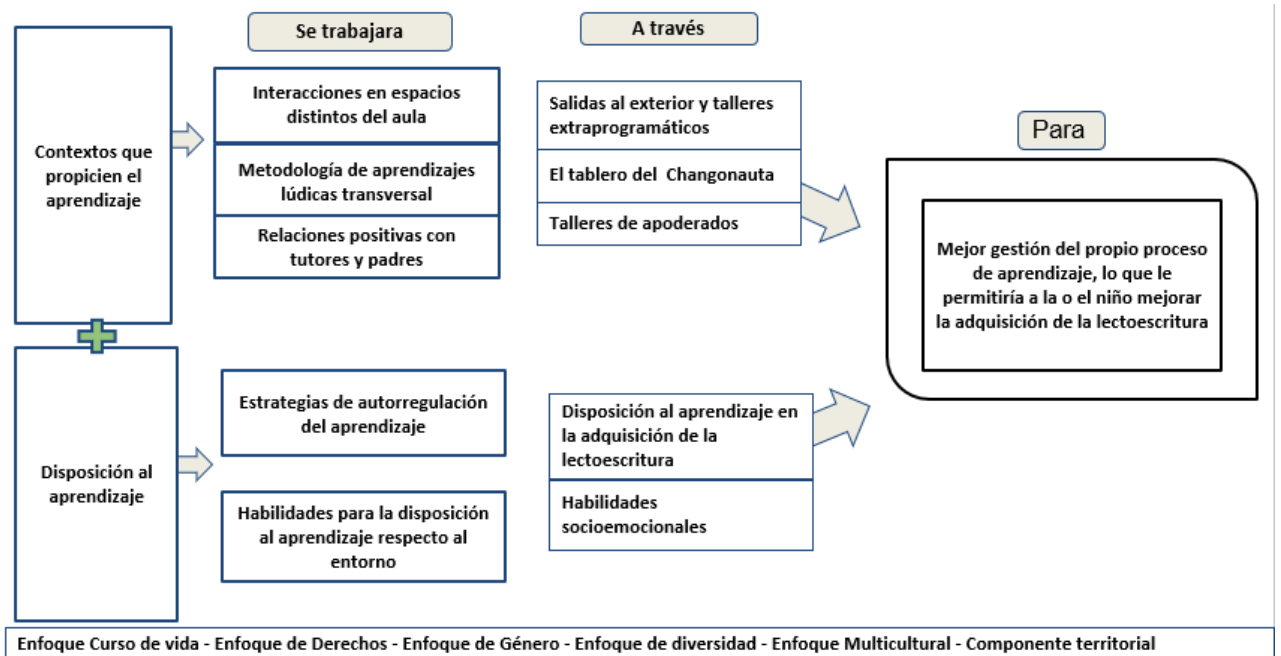 Se trabajara
A través
Para
Contextos que
propicien el
aprendizaje
Interacciones en espacios
distintos del aula
Metodología de aprendizajes
lúdicas transversal
Relaciones positivas con
tutores y padres
Salidas al exterior y talleres
extraprogramáticos
El tablero del Changonauta
Talleres de apoderados
Mejor gestión del propio proceso
de aprendizaje, lo que le
permitiría a la o el niño mejorar
la adquisición de la lectoescritura
Disposición al
aprendizaje
Estrategias de autorregulación
del aprendizaje
Habilidades para la disposición
al aprendizaje respecto al
entorno
Disposición al aprendizaje en
la adquisición de la
lectoescritura
Habilidades
socioemocionales
Enfoque Curso de vida - Enfoque de Derechos - Enfoque de Género - Enfoque de diversidad - Enfoque Multicultural - Componente territorial